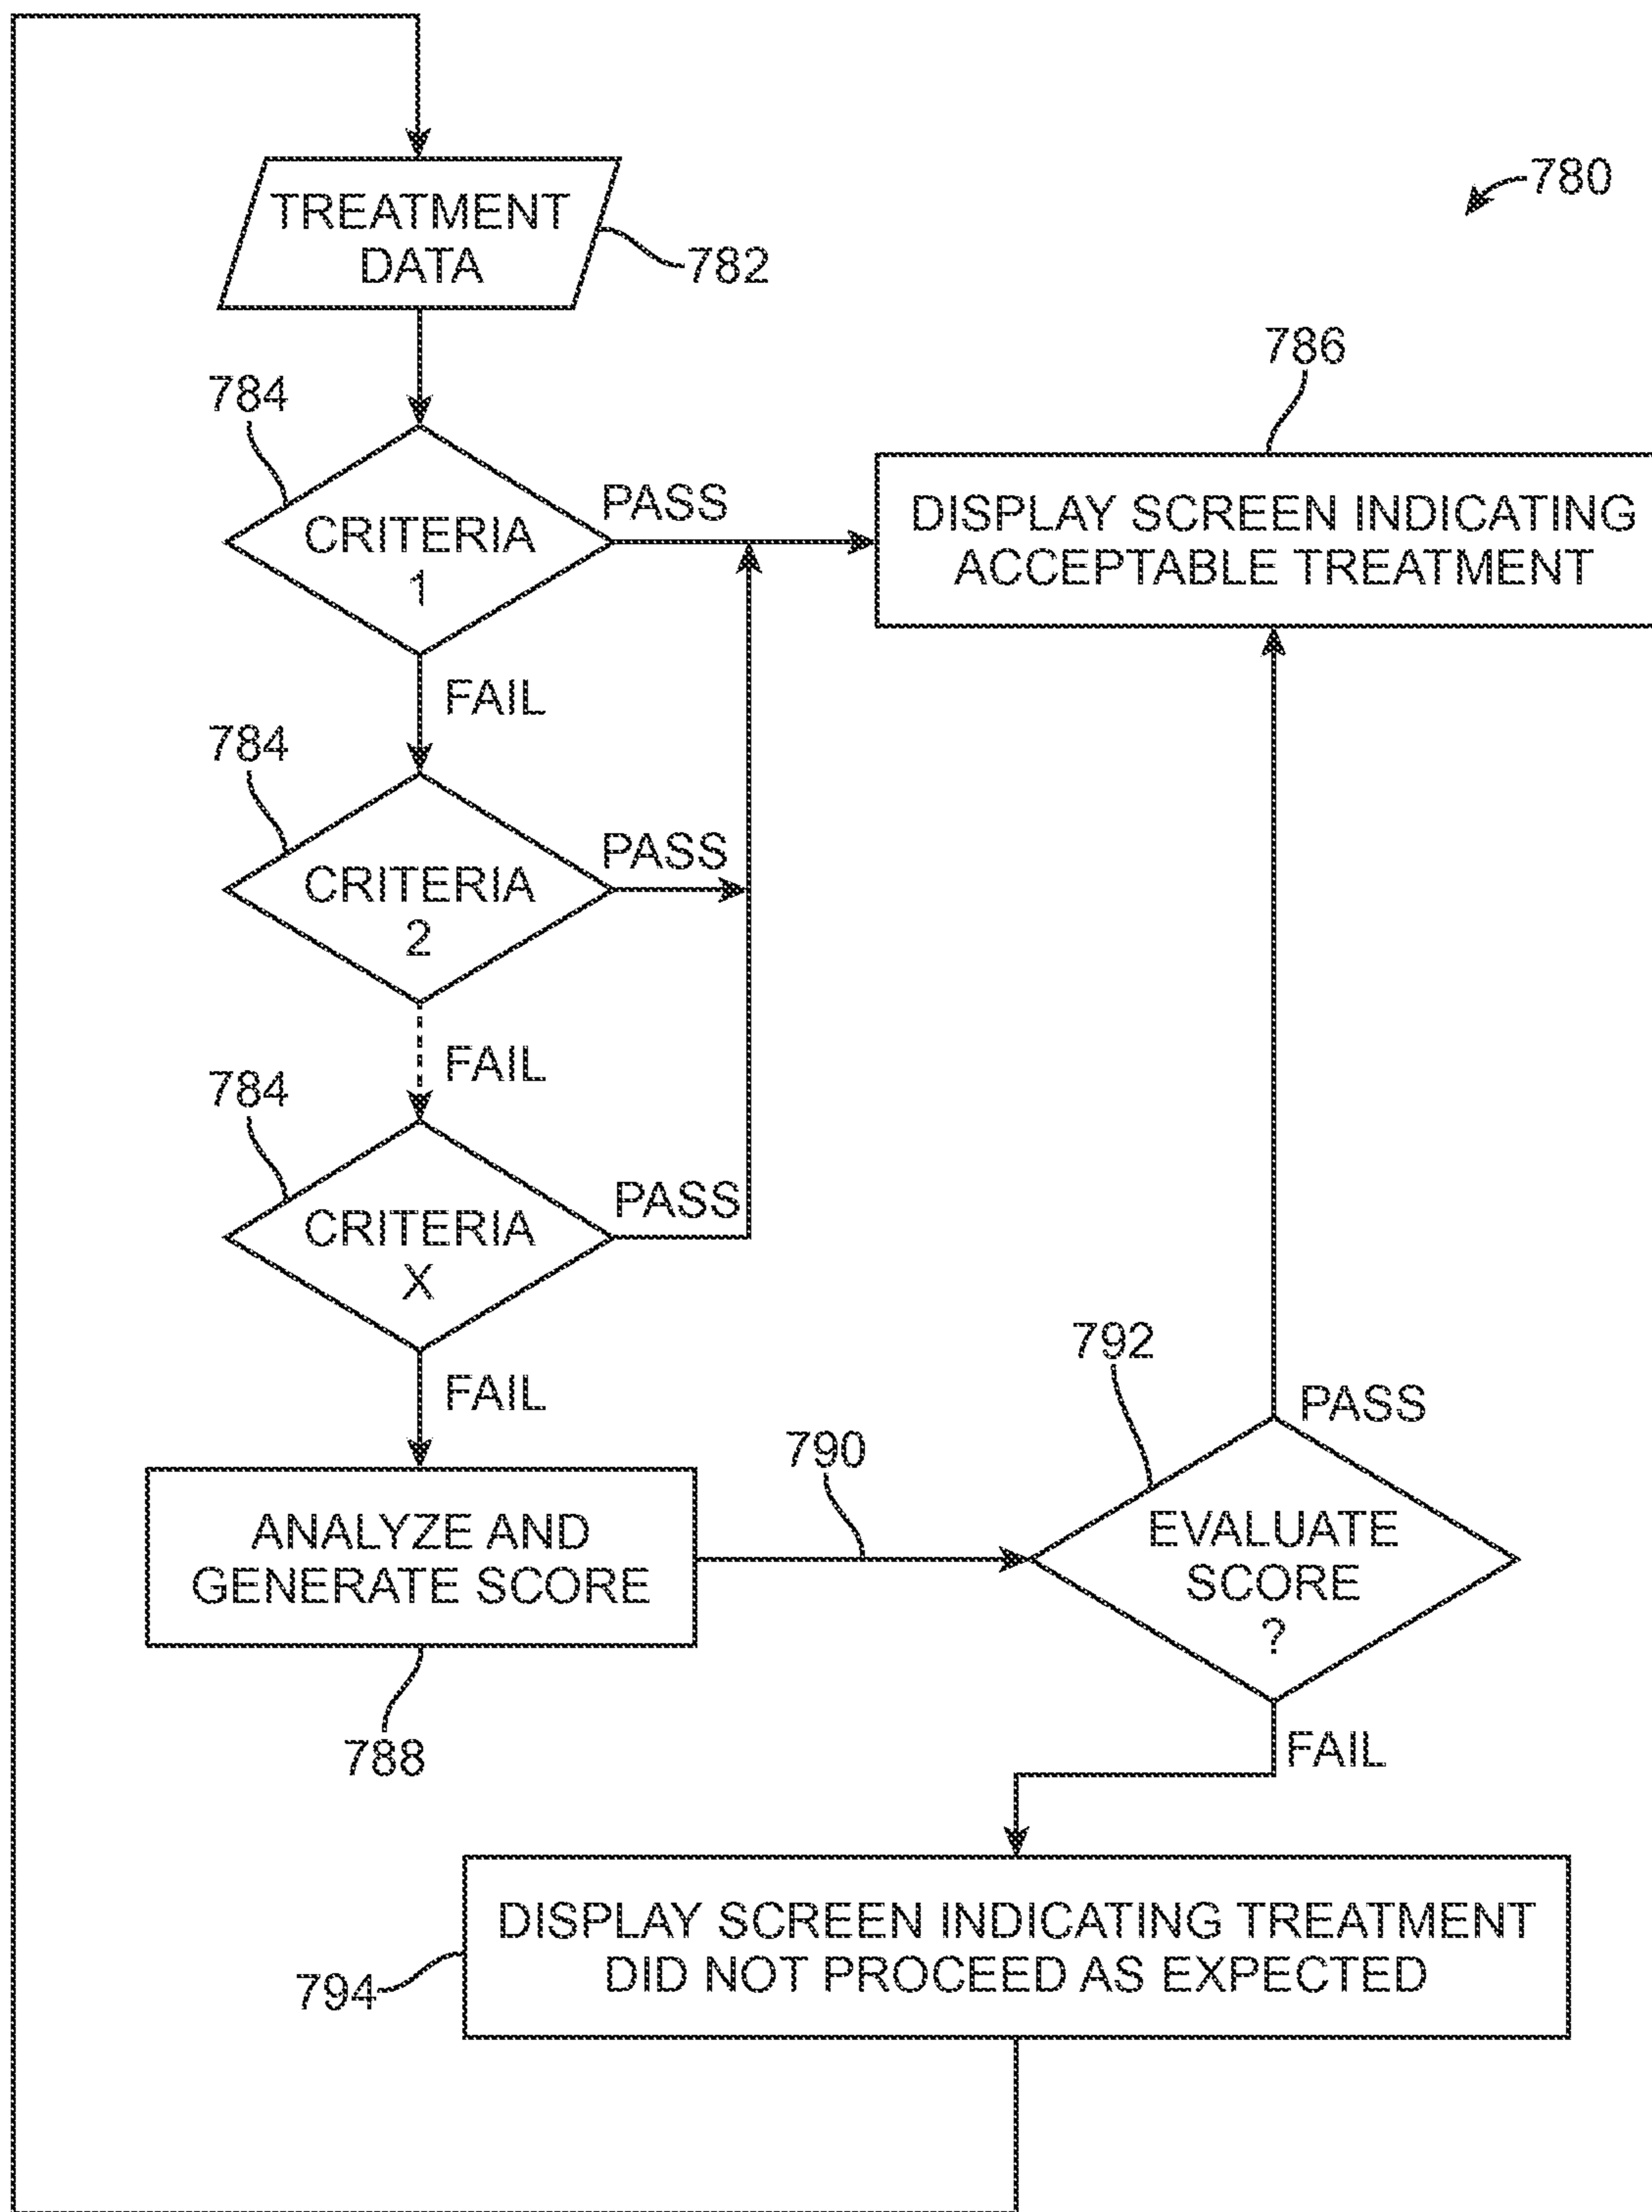 780
TREATMENT
DATA
782
786
784
DISPLAY SCREEN INDICATING
ACCEPTABLE TREATMENT
CRITERIA
1
PASS
FAIL
784
CRITERIA
2
PASS
FAIL
784
CRITERIA
X
PASS
FAIL
792
PASS
790
ANALYZE AND
GENERATE SCORE
788
EVALUATE
SCORE
?
FAIL
DISPLAY SCREEN INDICATING TREATMENT
DID NOT PROCEED AS EXPECTED
794